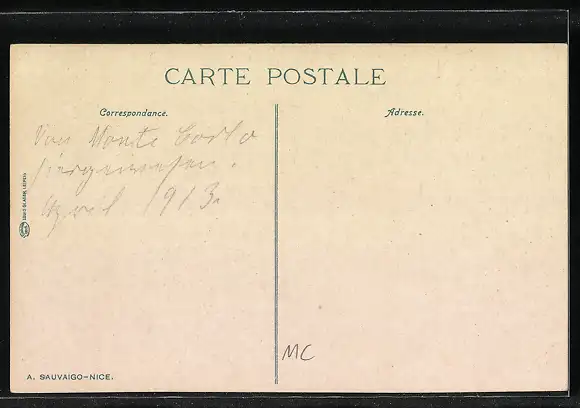 CARTE POSTALE
Correspondance.
Adresse.
Von Monte Carlo
April 1913.
MC
A. SAUVAIGO–NICE.